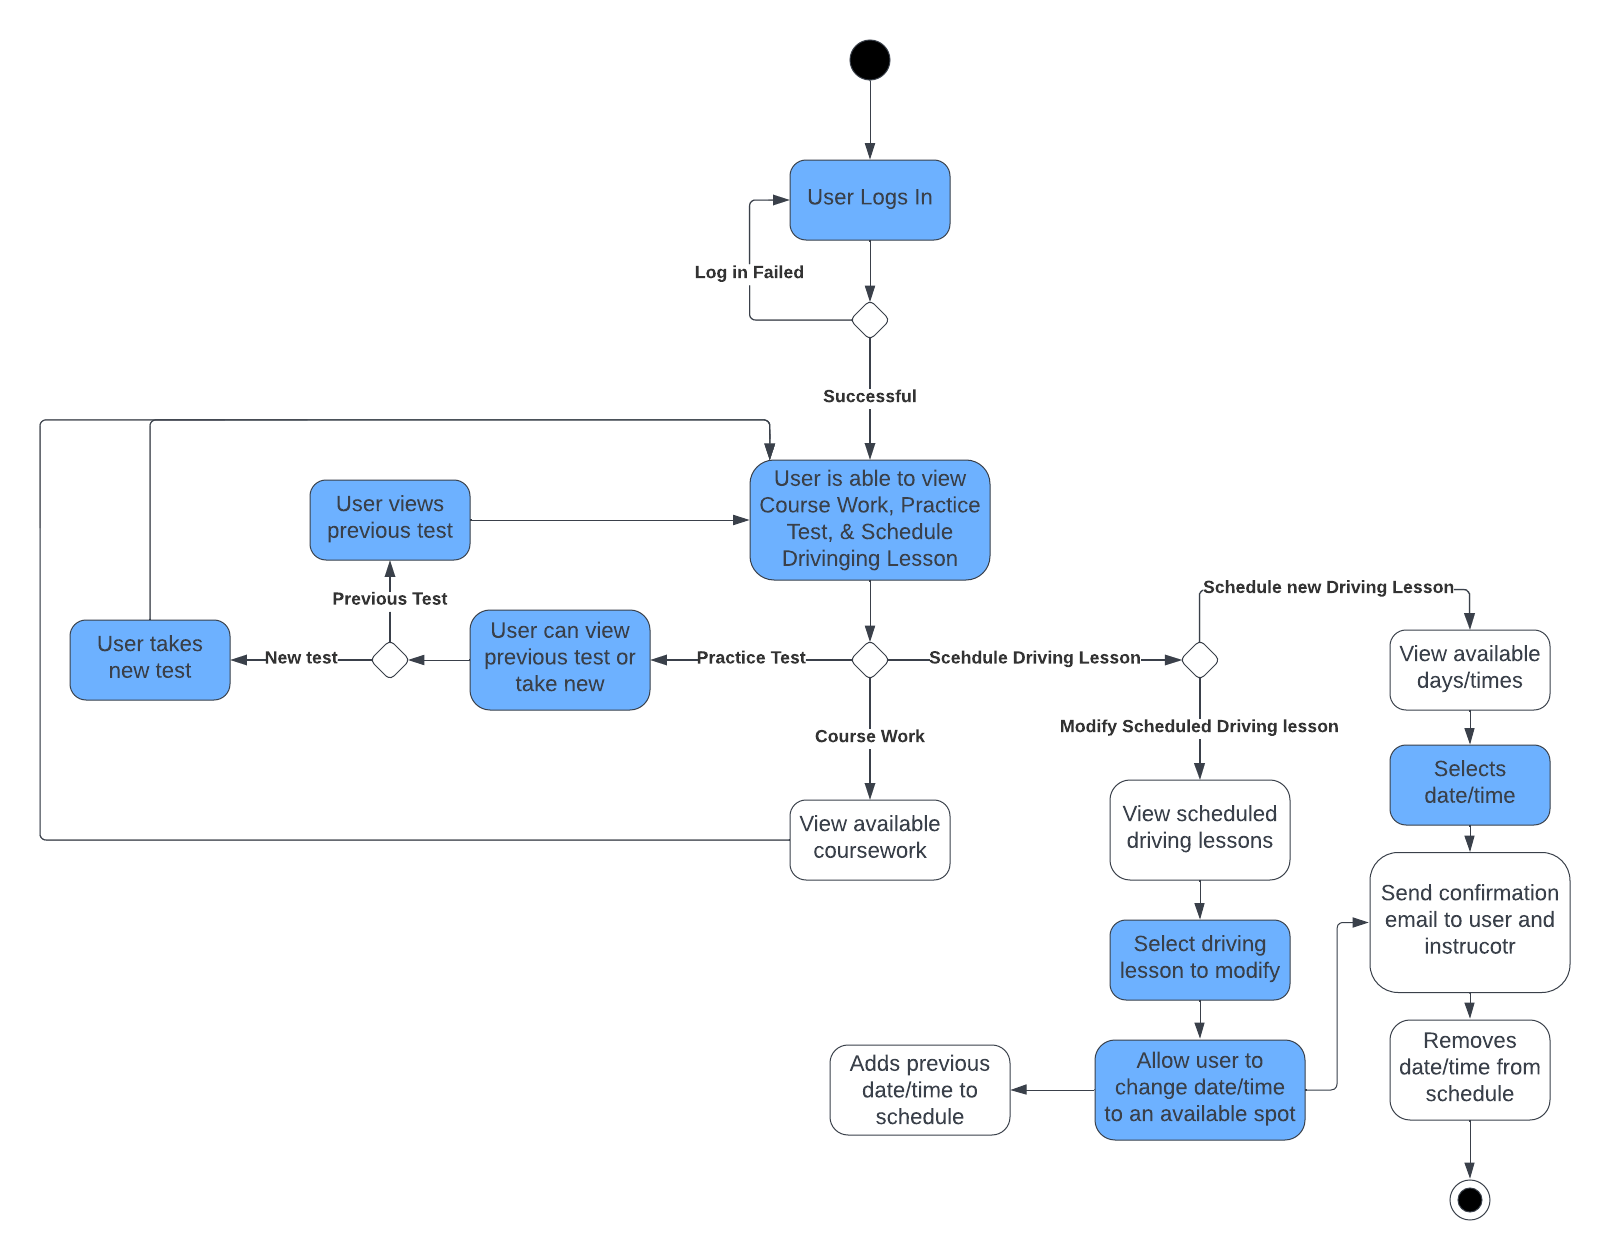 User Logs In
Log in Failed
Successful
User is able to view
Course Work, Practice
Test, & Schedule
Drivinging Lesson
User views
previous test
Previous Test
User takes
new test
New test
User can view
previous test or
take new
Practice Test
Scehdule Driving Lesson
Schedule new Driving Lesson
View available
days/times
Modify Scheduled Driving lesson
Course Work
View available
coursework
View scheduled
driving lessons
Selects
date/time
Send confirmation
email to user and
instrucotr
Select driving
lesson to modify
Adds previous
date/time to
schedule
Allow user to
change date/time
to an available spot
Removes
date/time from
schedule